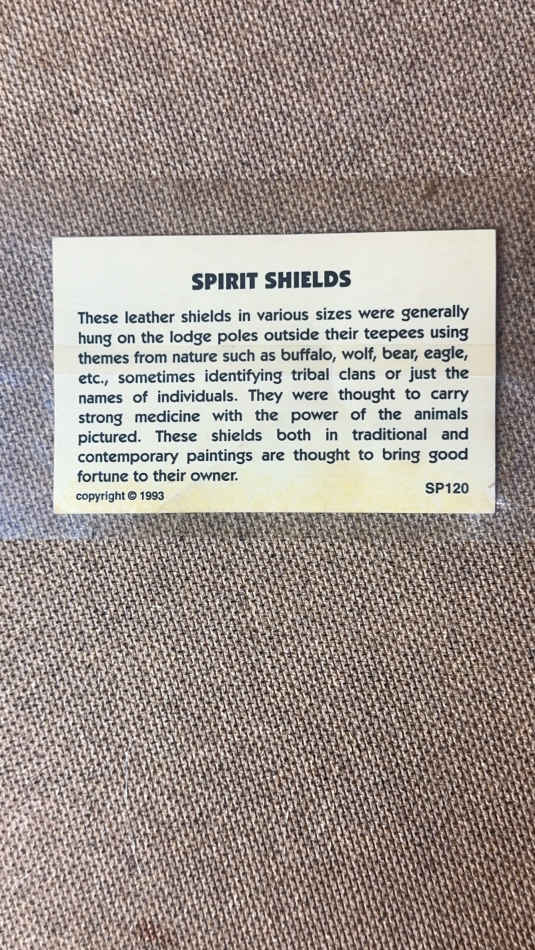 SPIRIT SHIELDS
These leather shields in various sizes were generally
hung on the lodge poles outside their teepees using
themes from nature such as buffalo, wolf, bear, eagle,
etc., sometimes identifying tribal clans or just the
names of individuals. They were thought to carry
strong medicine with the power of the animals
pictured. These shields both in traditional and
contemporary paintings are thought to bring good
fortune to their owner.
copyright © 1993
SP120